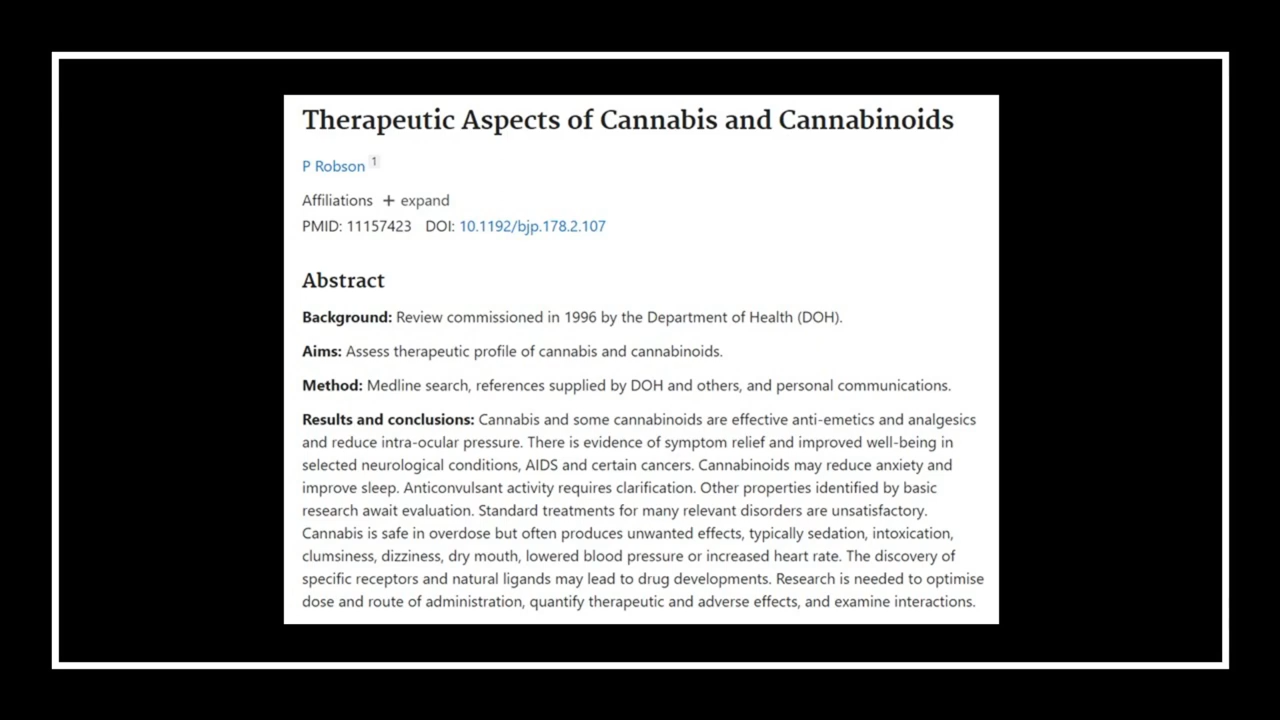 Therapeutic Aspects of Cannabis and Cannabinoids
P Robson 1
Affiliations + expand
PMID: 11157423 DOI: 10.1192/bjp.178.2.107
Abstract
Background: Review commissioned in 1996 by the Department of Health (DOH).
Aims: Assess therapeutic profile of cannabis and cannabinoids.
Method: Medline search, references supplied by DOH and others, and personal communications.
Results and conclusions: Cannabis and some cannabinoids are effective anti-emetics and analgesics
and reduce intra-ocular pressure. There is evidence of symptom relief and improved well-being in
selected neurological conditions, AIDS and certain cancers. Cannabinoids may reduce anxiety and
improve sleep. Anticonvulsant activity requires clarification. Other properties identified by basic
research await evaluation. Standard treatments for many relevant disorders are unsatisfactory.
Cannabis is safe in overdose but often produces unwanted effects, typically sedation, intoxication,
clumsiness, dizziness, dry mouth, lowered blood pressure or increased heart rate. The discovery of
specific receptors and natural ligands may lead to drug developments. Research is needed to optimise
dose and route of administration, quantify therapeutic and adverse effects, and examine interactions.